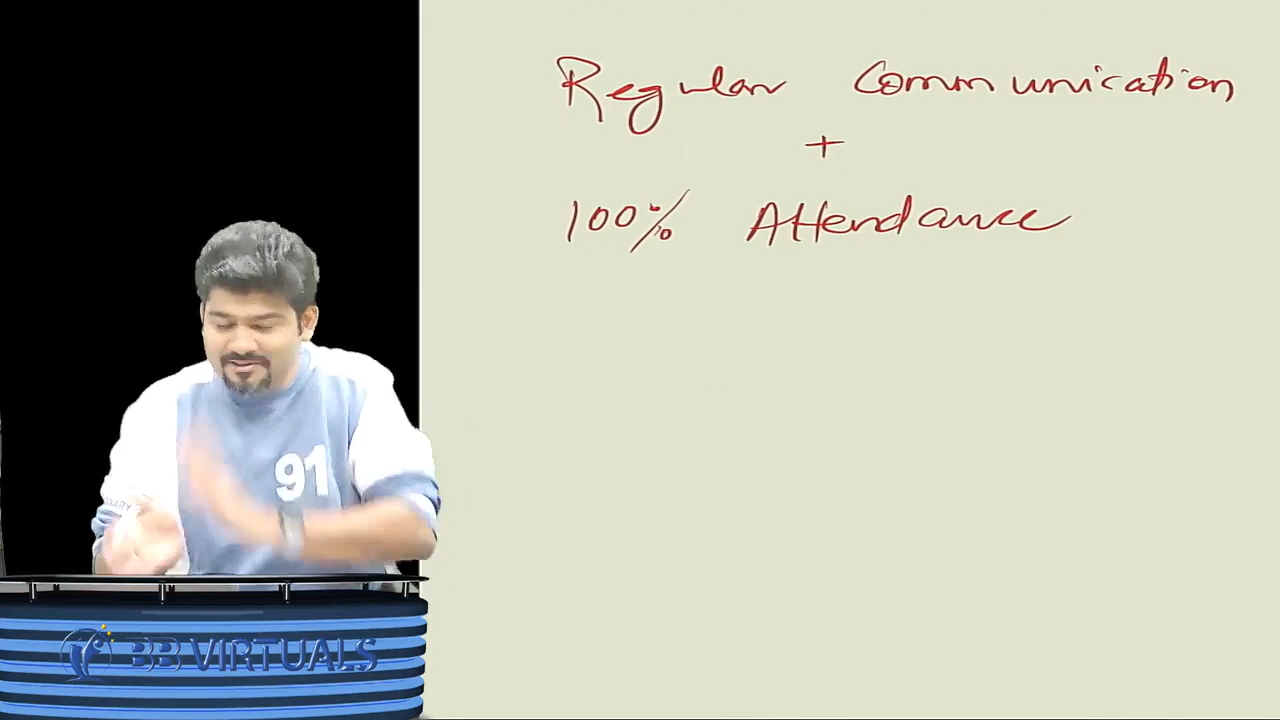 Regular Communication
+
100% Attendance
91
BB VIRTUALS